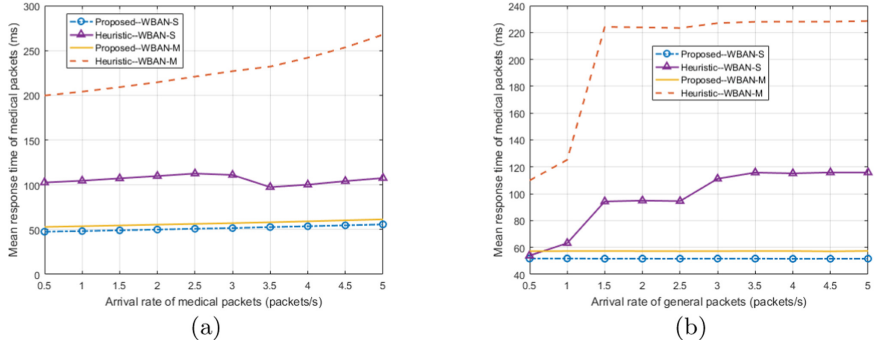 300
250
200
150
100
50
0
Mean response time of medical packets (ms)
Proposed--WBAN-S
Heuristic--WBAN-S
Proposed--WBAN-M
Heuristic--WBAN-M
0.5 1 1.5 2 2.5 3 3.5 4 4.5 5
Arrival rate of medical packets (packets/s)
(a)
240
220
200
180
160
140
120
100
80
60
40
Mean response time of medical packets (ms)
Proposed--WBAN-S
Heuristic--WBAN-S
Proposed--WBAN-M
Heuristic--WBAN-M
0.5 1 1.5 2 2.5 3 3.5 4 4.5 5
Arrival rate of general packets (packets/s)
(b)